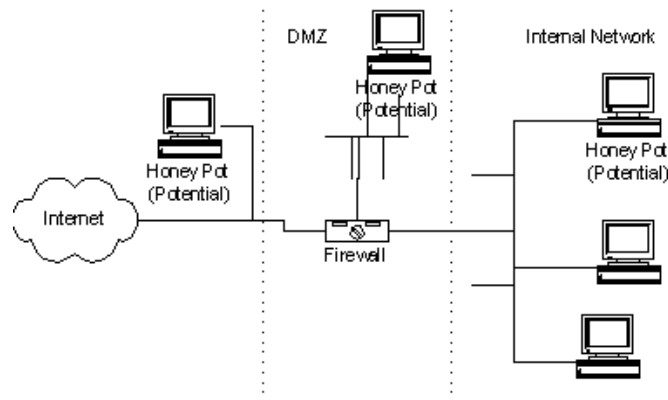 DMZ
Internal Network
Honey Pot
(Potential)
Honey Pot
(Potential)
Honey Pot
(Potential)
Internet
Firewall